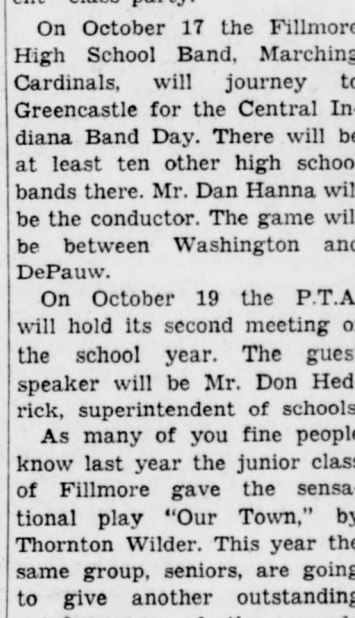 class party.
On October 17 the Fillmore
High School Band, Marching
Cardinals, will journey to
Greencastle for the Central In-
diana Band Day. There will be
at least ten other high school
bands there. Mr. Dan Hanna will
be the conductor. The game will
be between Washington and
DePauw.
On October 19 the P.T.A.
will hold its second meeting of
the school year. The guest
speaker will be Mr. Don Hed-
rick, superintendent of schools.
As many of you fine people
know last year the junior class
of Fillmore gave the sensa-
tional play "Our Town," by
Thornton Wilder. This year the
same group, seniors, are going
to give another outstanding